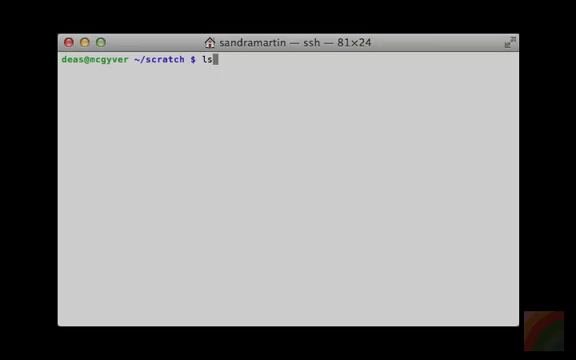 sandramartin — ssh — 81×24
deas@mcgyver ~/scratch $ ls